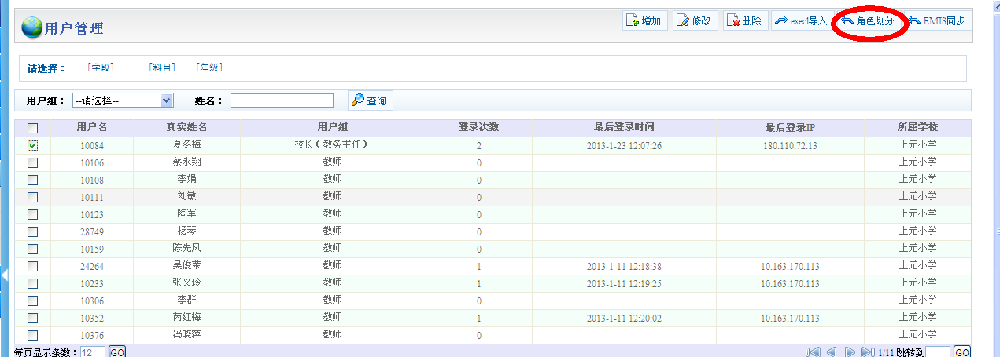 用户管理 增加 修改 删除 execl导入 角色划分 EMIS同步
请选择： [学段] [科目] [年级]
用户组： --请选择-- 姓名： 查询
用户名 真实姓名 用户组 登录次数 最后登录时间 最后登录IP 所属学校
10084 夏冬梅 校长（教务主任） 2 2013-1-23 12:07:26 180.110.72.13 上元小学
10106 蔡永翔 教师 0 上元小学
10108 李娟 教师 0 上元小学
10111 刘敏 教师 0 上元小学
10123 陶军 教师 0 上元小学
28749 杨琴 教师 0 上元小学
10159 陈先凤 教师 0 上元小学
24264 吴俊荣 教师 1 2013-1-11 12:18:38 10.163.170.113 上元小学
10233 张义玲 教师 1 2013-1-11 12:19:25 10.163.170.113 上元小学
10306 李群 教师 0 上元小学
10352 芮红梅 教师 1 2013-1-11 12:20:02 10.163.170.113 上元小学
10376 冯晓萍 教师 0 上元小学
每页显示条数： 12 GO 1/11 跳转到 GO